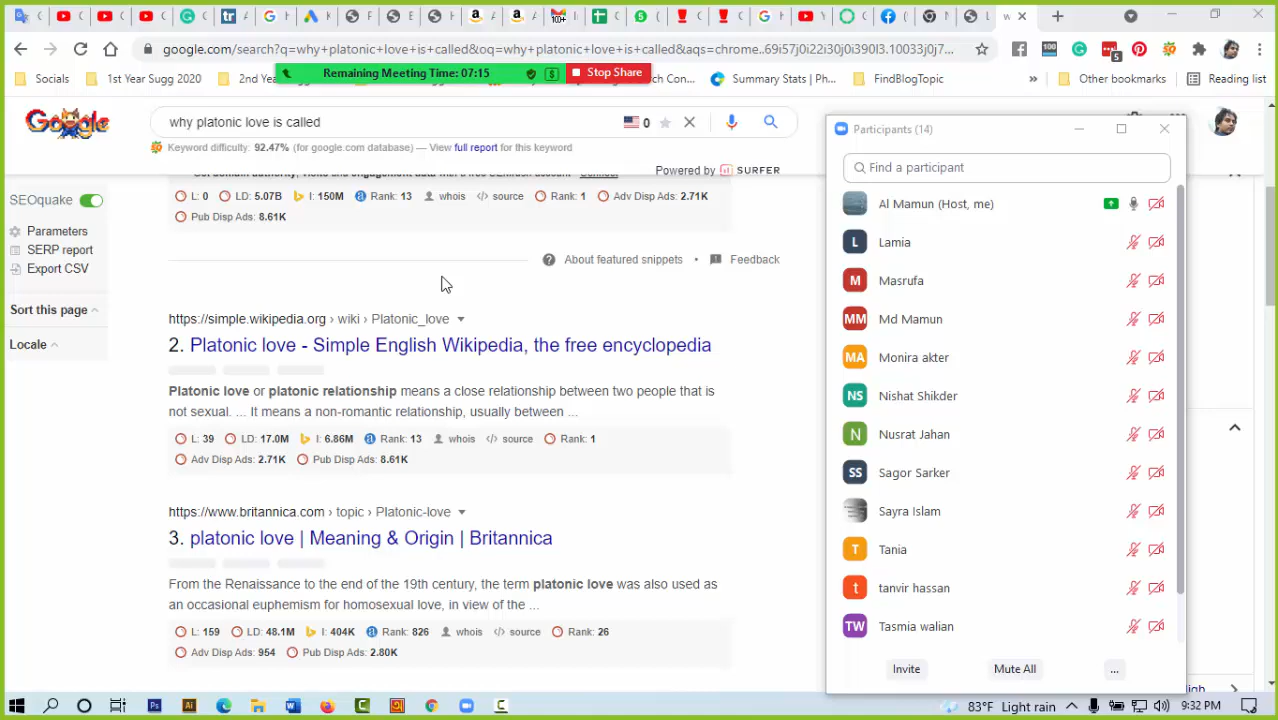 google.com/search?q=why+platonic+love+is+called&oq=why+platonic+love+is+called&aqs=chrome..69i57j0i22i30j0i390l3.10033j0j7...
Socials
1st Year Sugg 2020
2nd Yea
Remaining Meeting Time: 07:15
Stop Share
ch Con...
Summary Stats | Ph...
FindBlogTopic
»
Other bookmarks
Reading list
Google
why platonic love is called
0
Keyword difficulty: 92.47% (for google.com database) — View full report for this keyword
Powered by SURFER
SEOquake
Parameters
SERP report
Export CSV
Sort this page
Locale
L: 0 LD: 5.07B I: 150M Rank: 13 whois source Rank: 1 Adv Disp Ads: 2.71K
Pub Disp Ads: 8.61K
About featured snippets • Feedback
https://simple.wikipedia.org › wiki › Platonic_love
2. Platonic love - Simple English Wikipedia, the free encyclopedia
Platonic love or platonic relationship means a close relationship between two people that is
not sexual. ... It means a non-romantic relationship, usually between ...
L: 39 LD: 17.0M I: 6.86M Rank: 13 whois source Rank: 1
Adv Disp Ads: 2.71K Pub Disp Ads: 8.61K
https://www.britannica.com › topic › Platonic-love
3. platonic love | Meaning & Origin | Britannica
From the Renaissance to the end of the 19th century, the term platonic love was also used as
an occasional euphemism for homosexual love, in view of the ...
L: 159 LD: 48.1M I: 404K Rank: 826 whois source Rank: 26
Adv Disp Ads: 954 Pub Disp Ads: 2.80K
Participants (14)
Find a participant
Al Mamun (Host, me)
L Lamia
M Masrufa
MM Md Mamun
MA Monira akter
NS Nishat Shikder
N Nusrat Jahan
SS Sagor Sarker
Sayra Islam
T Tania
t tanvir hassan
TW Tasmia walian
Invite
Mute All
...
83°F Light rain
9:32 PM